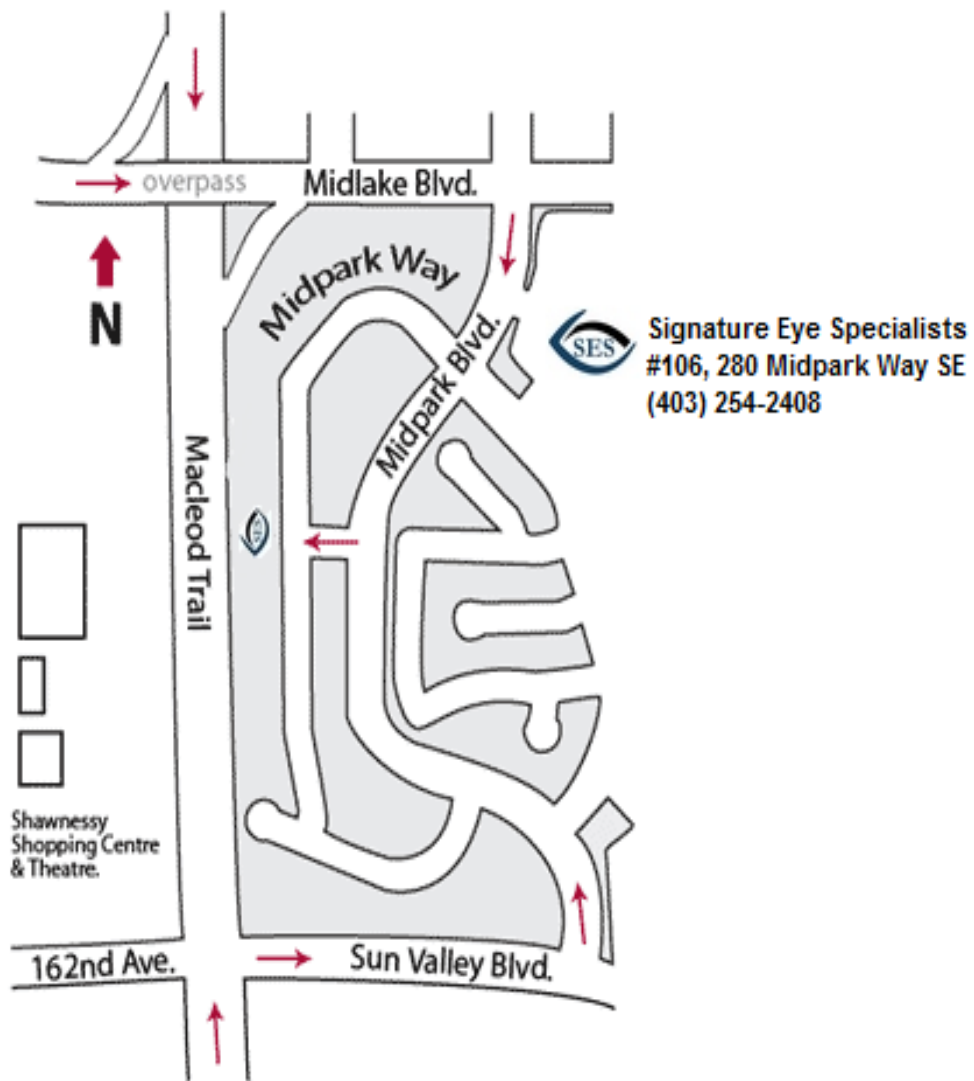 overpass
Midlake Blvd.
N
Midpark Way
Midpark Blvd.
SES
Signature Eye Specialists
#106, 280 Midpark Way SE
(403) 254-2408
Macleod Trail
SES
Shawnessy
Shopping Centre
& Theatre.
162nd Ave.
Sun Valley Blvd.